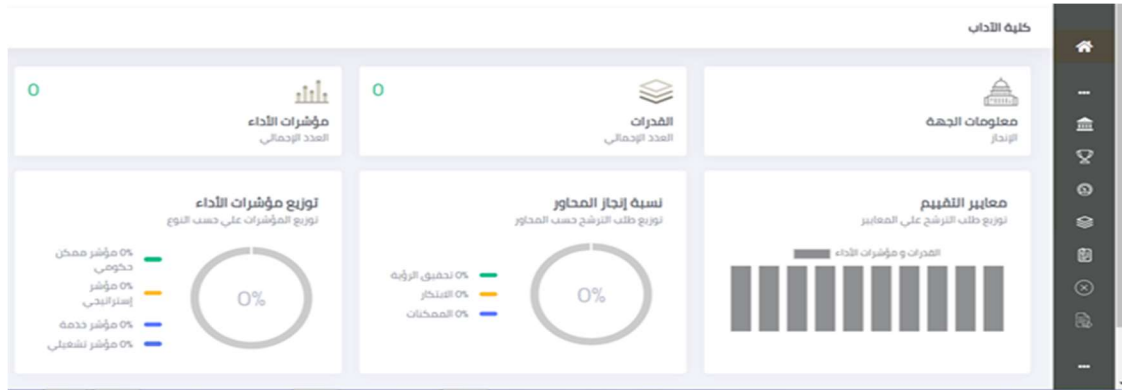 كلية الآداب
معلومات الجهة
الإنجاز
القدرات
العدد الإجمالي
0
مؤشرات الأداء
العدد الإجمالي
0
معايير التقييم
توزيع طلب الترشح على المعايير
القدرات و مؤشرات الأداء
نسبة إنجاز المحاور
توزيع طلب الترشح حسب المحاور
0%
0% تحقيق الرؤية
0% الابتكار
0% الممكنات
توزيع مؤشرات الأداء
توزيع المؤشرات على حسب النوع
0%
0% مؤشر ممكن
حكومي
0% مؤشر
إستراتيجي
0% مؤشر خدمة
0% مؤشر تشغيلي